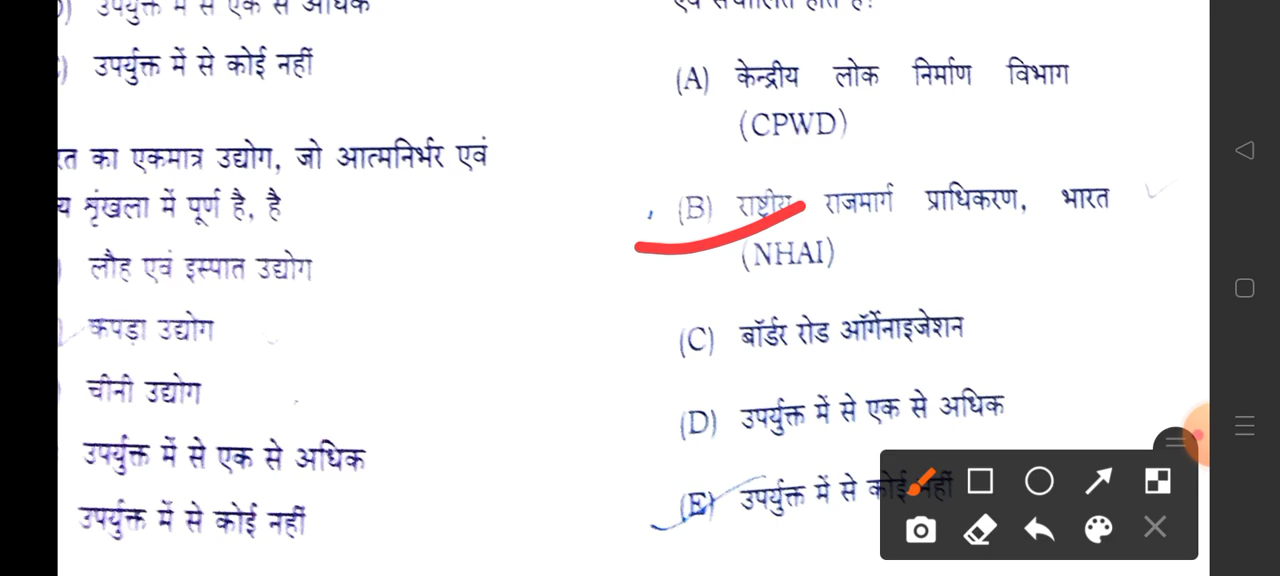 उपर्युक्त में से एक से अधिक
उपर्युक्त में से कोई नहीं
का एकमात्र उद्योग, जो आत्मनिर्भर एवं
शृंखला में पूर्ण है, है
लौह एवं इस्पात उद्योग
कपड़ा उद्योग
चीनी उद्योग
उपर्युक्त में से एक से अधिक
उपर्युक्त में से कोई नहीं
(A) केन्द्रीय लोक निर्माण विभाग
(CPWD)
(B) राष्ट्रीय राजमार्ग प्राधिकरण, भारत
(NHAI)
(C) बॉर्डर रोड ऑर्गेनाइजेशन
(D) उपर्युक्त में से एक से अधिक
(E) उपर्युक्त में से कोई नहीं